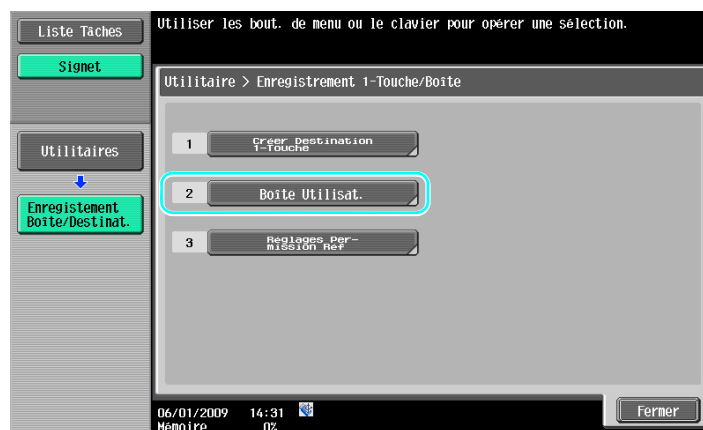 Liste Tâches
Utiliser les bout. de menu ou le clavier pour opérer une sélection.
Signet
Utilitaire > Enregistrement 1-Touche/Boîte
Utilitaires
1 Créer Destination
1-Touche
2 Boîte Utilisat.
Enregistement
Boîte/Destinat.
3 Réglages Per-
mission Réf
06/01/2009 14:31
Mémoire 0%
Fermer